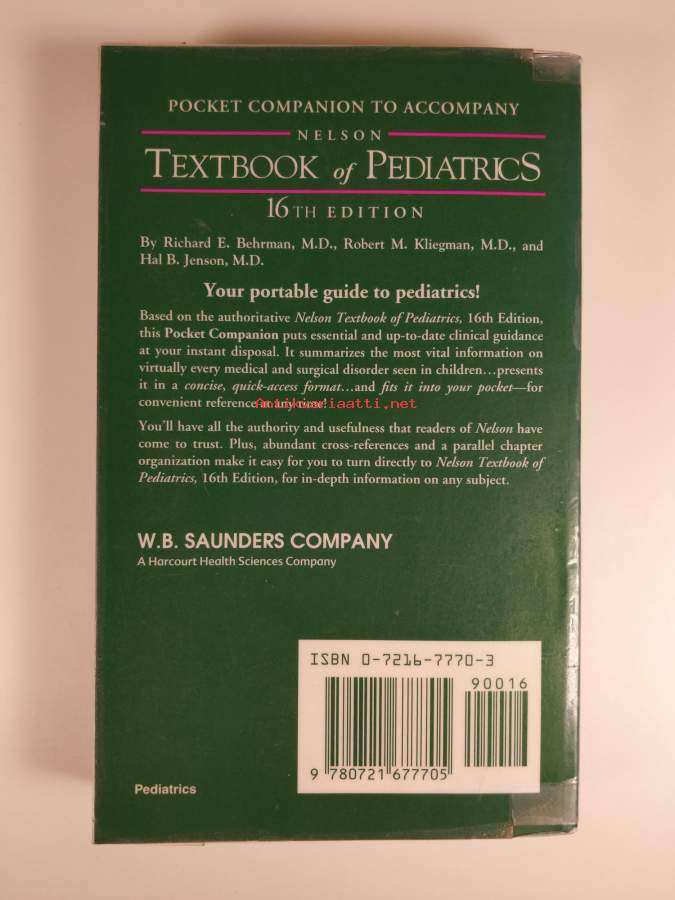 POCKET COMPANION TO ACCOMPANY
NELSON
TEXTBOOK of PEDIATRICS
16TH EDITION
By Richard E. Behrman, M.D., Robert M. Kliegman, M.D., and
Hal B. Jenson, M.D.
Your portable guide to pediatrics!
Based on the authoritative Nelson Textbook of Pediatrics, 16th Edition,
this Pocket Companion puts essential and up-to-date clinical guidance
at your instant disposal. It summarizes the most vital information on
virtually every medical and surgical disorder seen in children…presents
it in a concise, quick-access format…and fits it into your pocket—for
convenient reference anytime!
Antikvariaatti.net
You'll have all the authority and usefulness that readers of Nelson have
come to trust. Plus, abundant cross-references and a parallel chapter
organization make it easy for you to turn directly to Nelson Textbook of
Pediatrics, 16th Edition, for in-depth information on any subject.
W.B. SAUNDERS COMPANY
A Harcourt Health Sciences Company
ISBN 0-7216-7770-3
90016
9 780721 677705
Pediatrics